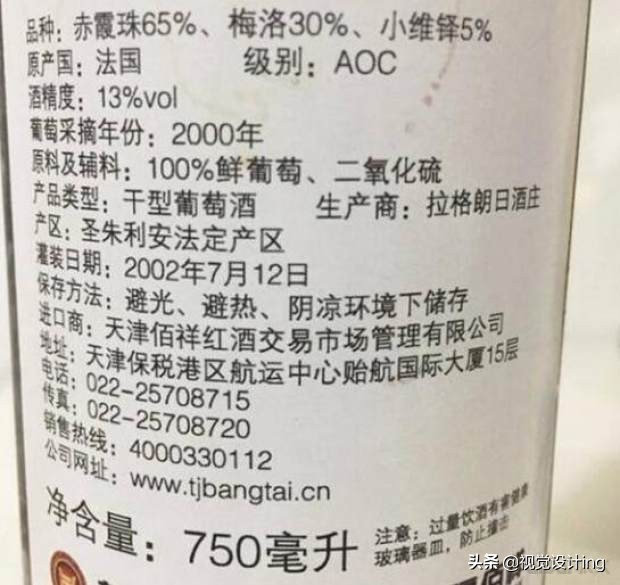 品种：赤霞珠65%、梅洛30%、小维铎5%
原产国：法国 级别：AOC
酒精度：13%vol
葡萄采摘年份：2000年
原料及辅料：100%鲜葡萄、二氧化硫
产品类型：干型葡萄酒 生产商：拉格朗日酒庄
产区：圣朱利安法定产区
灌装日期：2002年7月12日
保存方法：避光、避热、阴凉环境下储存
进口商：天津佰祥红酒交易市场管理有限公司
地址：天津保税港区航运中心贻航国际大厦15层
电话：022-25708715
传真：022-25708720
销售热线：4000330112
公司网址：www.tjbangtai.cn
净含量：750毫升
注意：过量饮酒有害健康
玻璃器皿，防止撞击
头条 @视觉设计ing